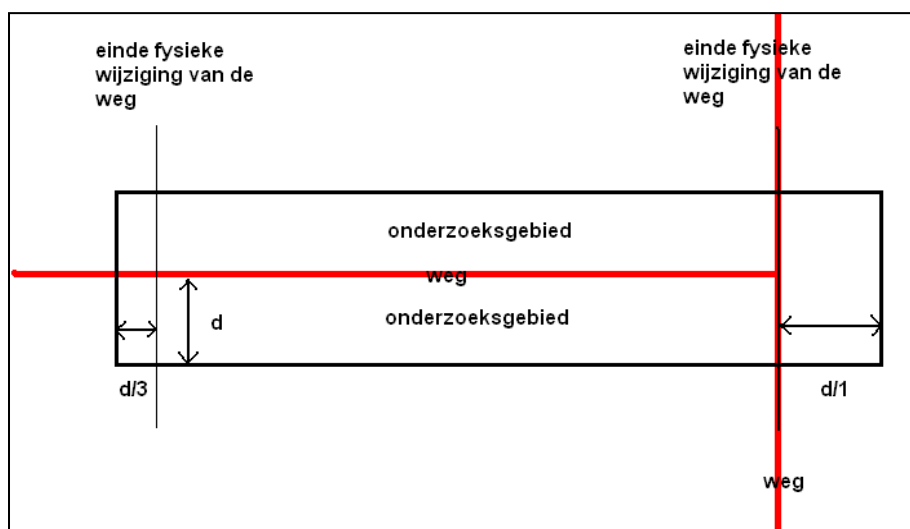 einde fysieke
wijziging van de
weg
einde fysieke
wijziging van de
weg
onderzoeksgebied
weg
onderzoeksgebied
d
d/3
d/1
weg